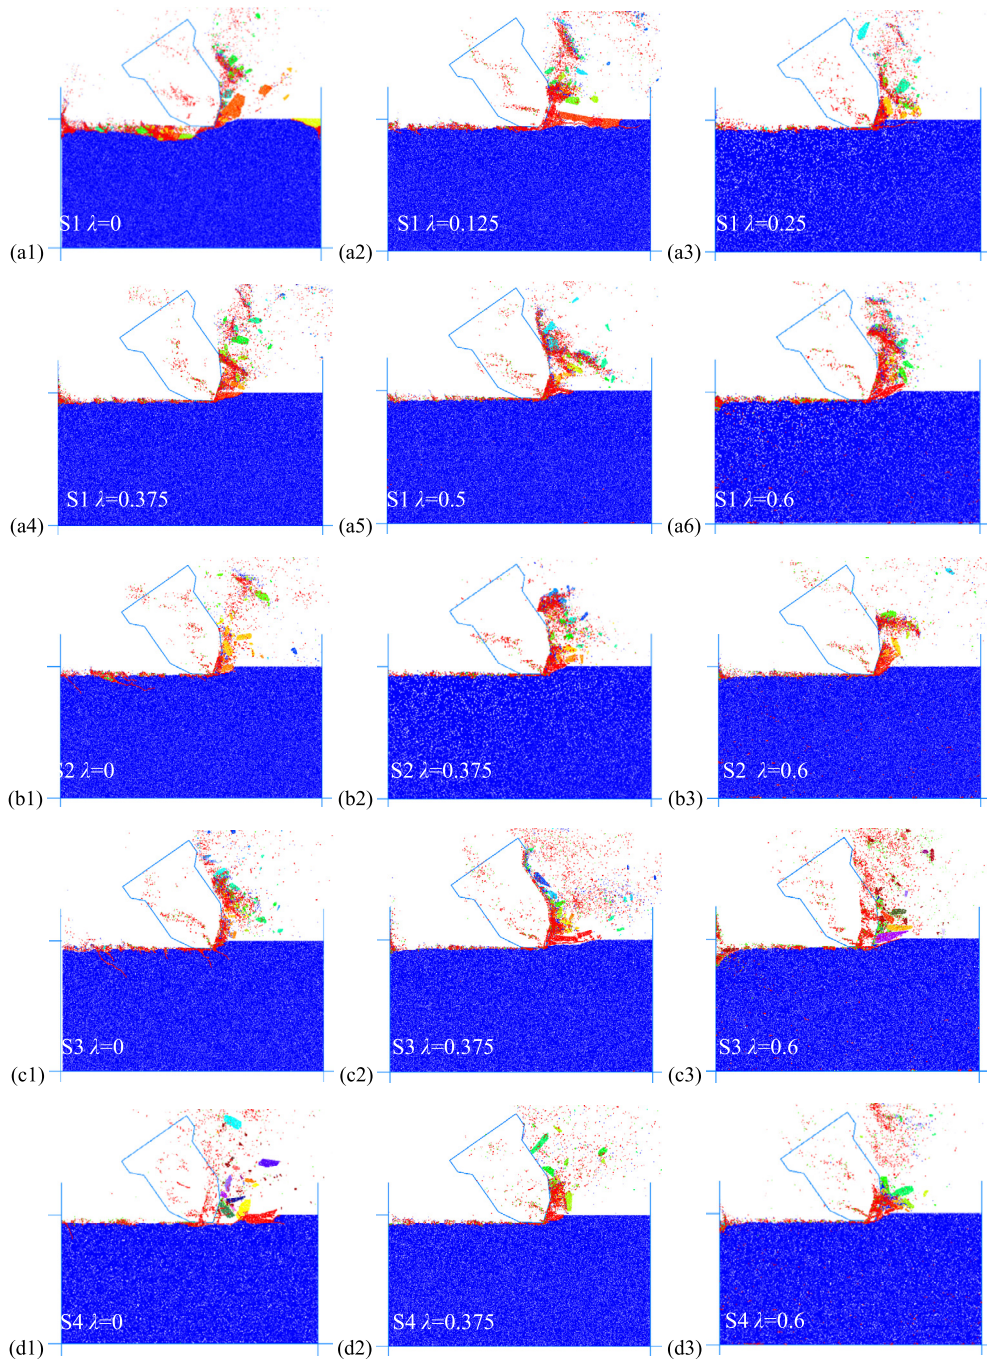 S1 λ=0
(a1)
S1 λ=0.125
(a2)
S1 λ=0.25
(a3)
S1 λ=0.375
(a4)
S1 λ=0.5
(a5)
S1 λ=0.6
(a6)
S2 λ=0
(b1)
S2 λ=0.375
(b2)
S2 λ=0.6
(b3)
S3 λ=0
(c1)
S3 λ=0.375
(c2)
S3 λ=0.6
(c3)
S4 λ=0
(d1)
S4 λ=0.375
(d2)
S4 λ=0.6
(d3)